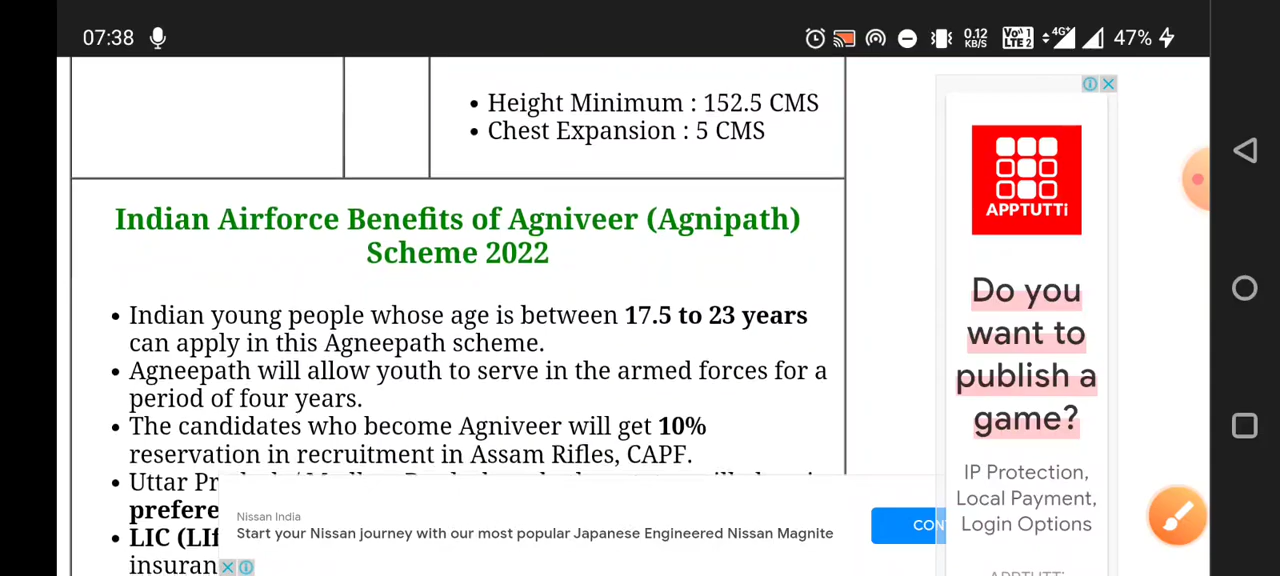 07:38
0.12
KB/S
Vo 1
LTE 2
4G+
47%
Height Minimum : 152.5 CMS
Chest Expansion : 5 CMS
Indian Airforce Benefits of Agniveer (Agnipath)
Scheme 2022
Indian young people whose age is between 17.5 to 23 years
can apply in this Agneepath scheme.
Agneepath will allow youth to serve in the armed forces for a
period of four years.
The candidates who become Agniveer will get 10%
reservation in recruitment in Assam Rifles, CAPF.
Uttar
LIC
Nissan India
Start your Nissan journey with our most popular Japanese Engineered Nissan Magnite
APPTUTTi
Do you
want to
publish a
game?
IP Protection,
Local Payment,
Login Options
APPTUTTi